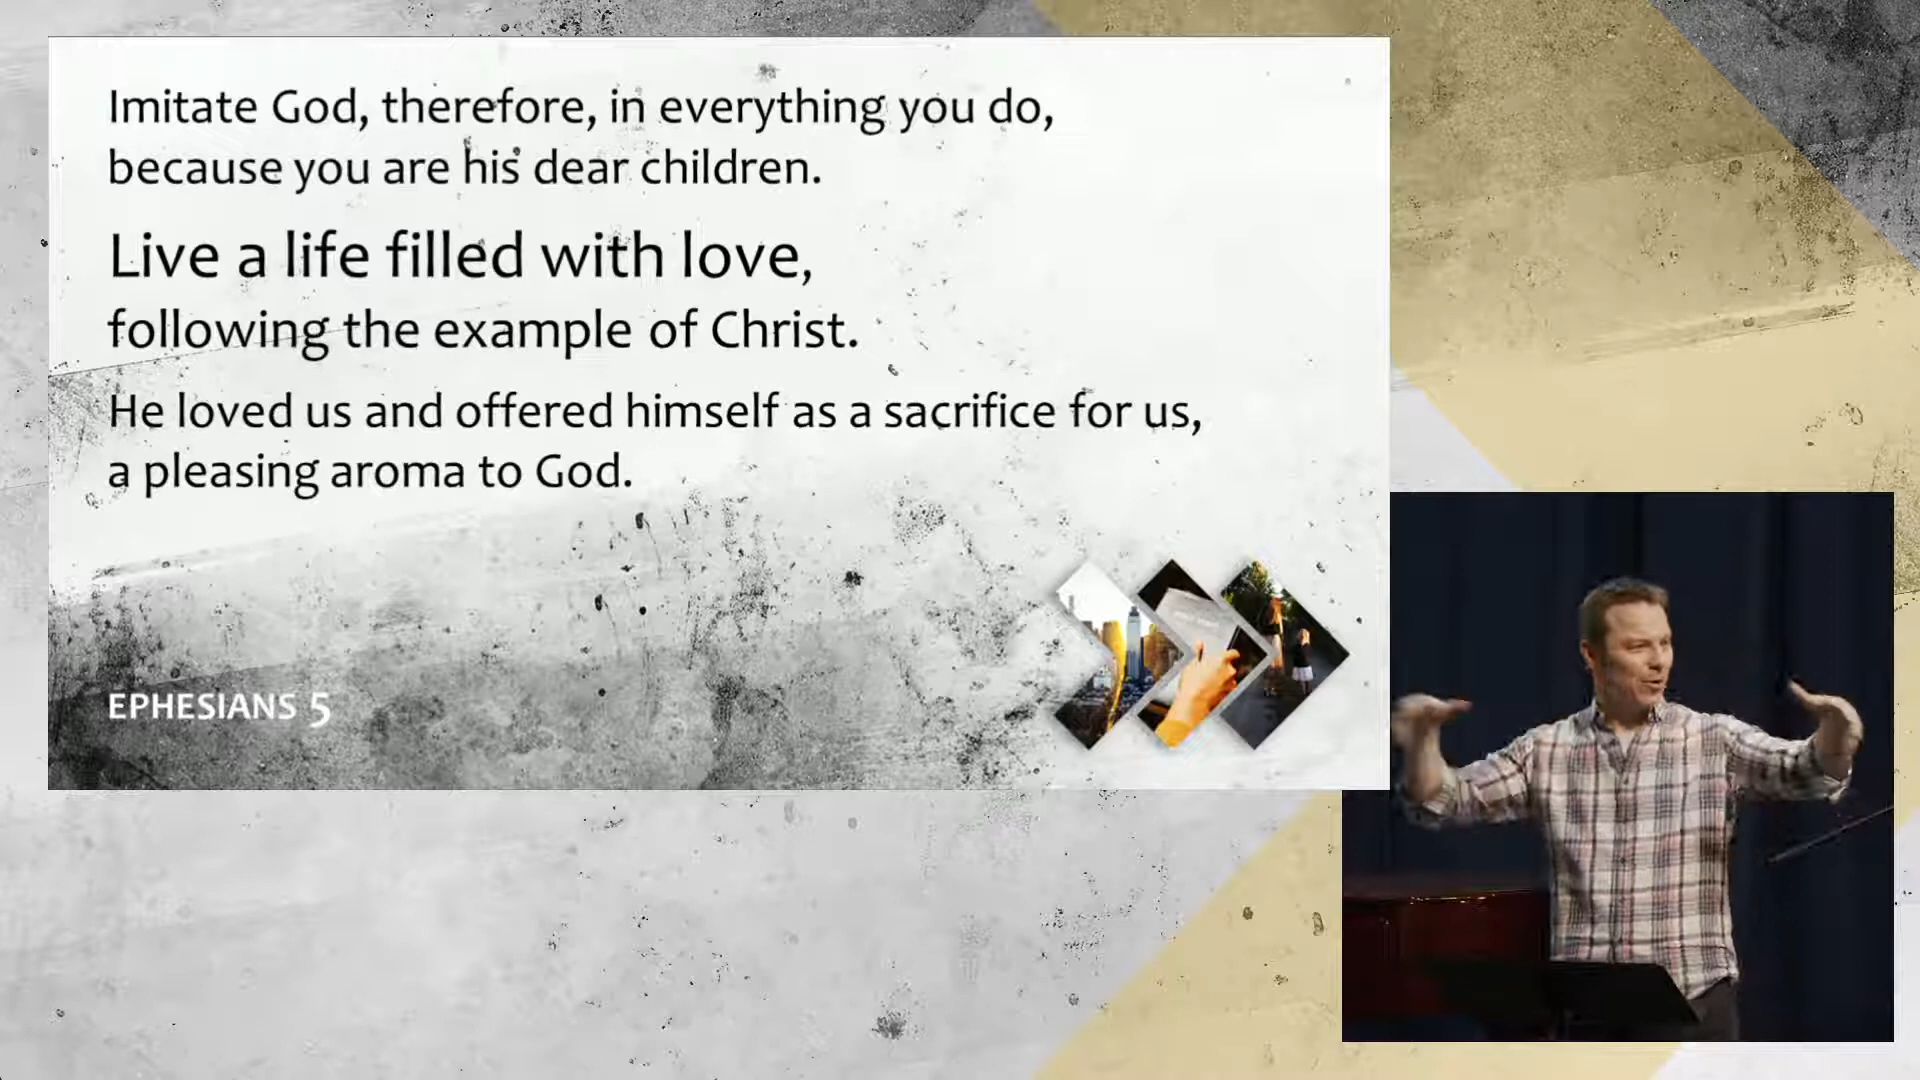 Imitate God, therefore, in everything you do,
because you are his dear children.
Live a life filled with love,
following the example of Christ.
He loved us and offered himself as a sacrifice for us,
a pleasing aroma to God.
EPHESIANS 5